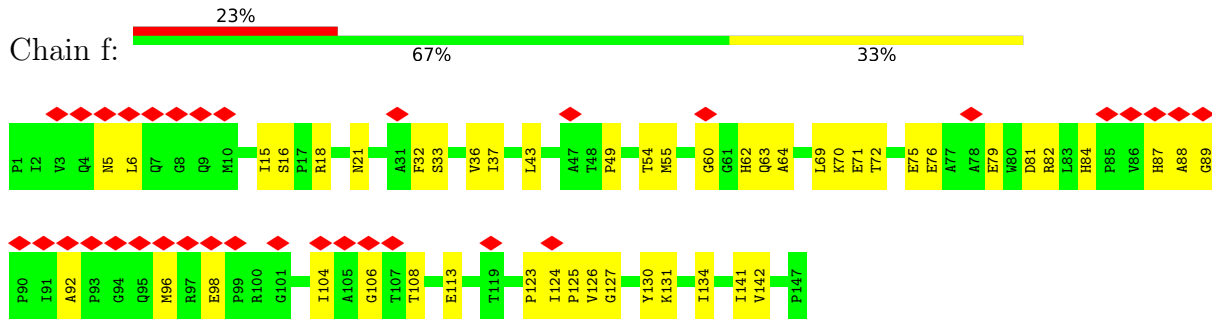 23%
Chain f:
67% 33%
P1 I2 V3 Q4 N5 L6 Q7 G8 Q9 M10 I15 S16 P17 R18 N21 A31 F32 S33 V36 I37 L43 A47 T48 P49 T54 M55 G60 G61 H62 Q63 A64 L69 K70 E71 T72 E75 E76 A77 A78 E79 W80 D81 R82 L83 H84 P85 V86 H87 A88 G89
P90 I91 A92 P93 G94 Q95 M96 R97 E98 P99 R100 G101 I104 A105 G106 T107 T108 E113 T119 P123 I124 P125 V126 G127 Y130 K131 I134 I141 V142 P147